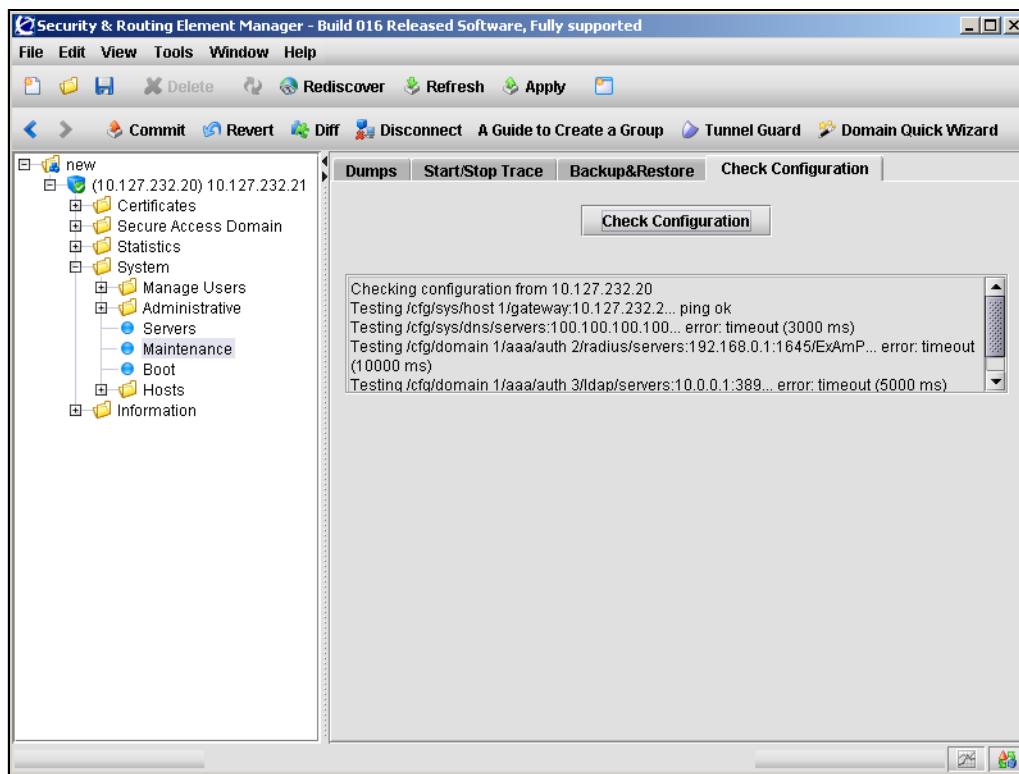 Security & Routing Element Manager - Build 016 Released Software, Fully supported
File Edit View Tools Window Help
Delete Rediscover Refresh Apply
Commit Revert Diff Disconnect A Guide to Create a Group Tunnel Guard Domain Quick Wizard
new
(10.127.232.20) 10.127.232.21
Certificates
Secure Access Domain
Statistics
System
Manage Users
Administrative
Servers
Maintenance
Boot
Hosts
Information
Dumps Start/Stop Trace Backup&Restore Check Configuration
Check Configuration
Checking configuration from 10.127.232.20
Testing /cfg/sys/host 1/gateway:10.127.232.2... ping ok
Testing /cfg/sys/dns/servers:100.100.100.100... error: timeout (3000 ms)
Testing /cfg/domain 1/aaa/auth 2/radius/servers:192.168.0.1:1645/ExAmP... error: timeout
(10000 ms)
Testing /cfg/domain 1/aaa/auth 3/ldap/servers:10.0.0.1:389... error: timeout (5000 ms)